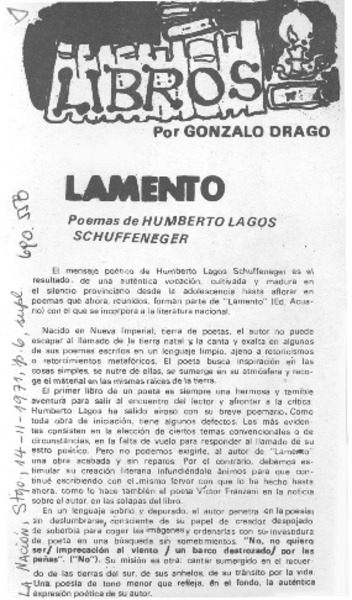 LIBROS
Por GONZALO DRAGO
LAMENTO
Poemas de HUMBERTO LAGOS
SCHUFFENEGER
El mensaje poético de Humberto Lagos Schuffeneger es el
resultado de una auténtica vocación, cultivada y madura en
el silencio provinciano desde la adolescencia hasta aflorar en
poemas que ahora, reunidos, forman parte de "Lamento" (Ed. Acua-
rio) con el que se incorpora a la literatura nacional.
Nacido en Nueva Imperial, tierra de poetas, el autor no puede
escapar al llamado de la tierra natal y la canta y exalta en algunos
de sus poemas escritos en un lenguaje limpio, ajeno a retoricismos
o retorcimientos metafóricos. El poeta busca inspiración en las
cosas simples, se nutre de ellas, se sumerge en su atmósfera y reco-
ge el material en las mismas raíces de la tierra.
El primer libro de un poeta es siempre una hermosa y temible
aventura para salir al encuentro del lector y afrontar a la crítica
Humberto Lagos ha salido airoso con su breve poemario. Como
toda obra de iniciación, tiene algunos defectos. Los más eviden-
tes consisten en la elección de ciertos temas convencionales o de
circunstancias, en la falta de vuelo para responder al llamado de su
estro poético. Pero no podemos exigirle, al autor de "Lamento"
una obra acabada y sin reparos. Por el contrario, debemos es-
timular su creación literaria infundiéndole ánimos para que con-
tinúe escribiendo con el mismo fervor con que lo ha hecho hasta
ahora, como lo hace también el poeta Víctor Franzani en la noticia
sobre el autor, en las solapas del libro.
En un lenguaje sobrio y depurado, el autor penetra en la poesía
sin deslumbrarse, consciente de su papel de creador despojado
de soberbia para coger las imágenes y ordenarlas con su investidura
de poeta en una búsqueda sin sometimientos. "No, no quiero
ser/ imprecación al viento / un barco destrozado/ por las
peñas". ("No"). Su misión es otra: cantar sumergido en el recuer-
do de las tierras del sur, de sus anhelos, de su tránsito por la vida.
Una poesía de tono menor que refleja, en el fondo, la auténtica
expresión poética de su autor.
LA NACIÓN, Stgo. 14-11-1971. p. 6, supl
690.558